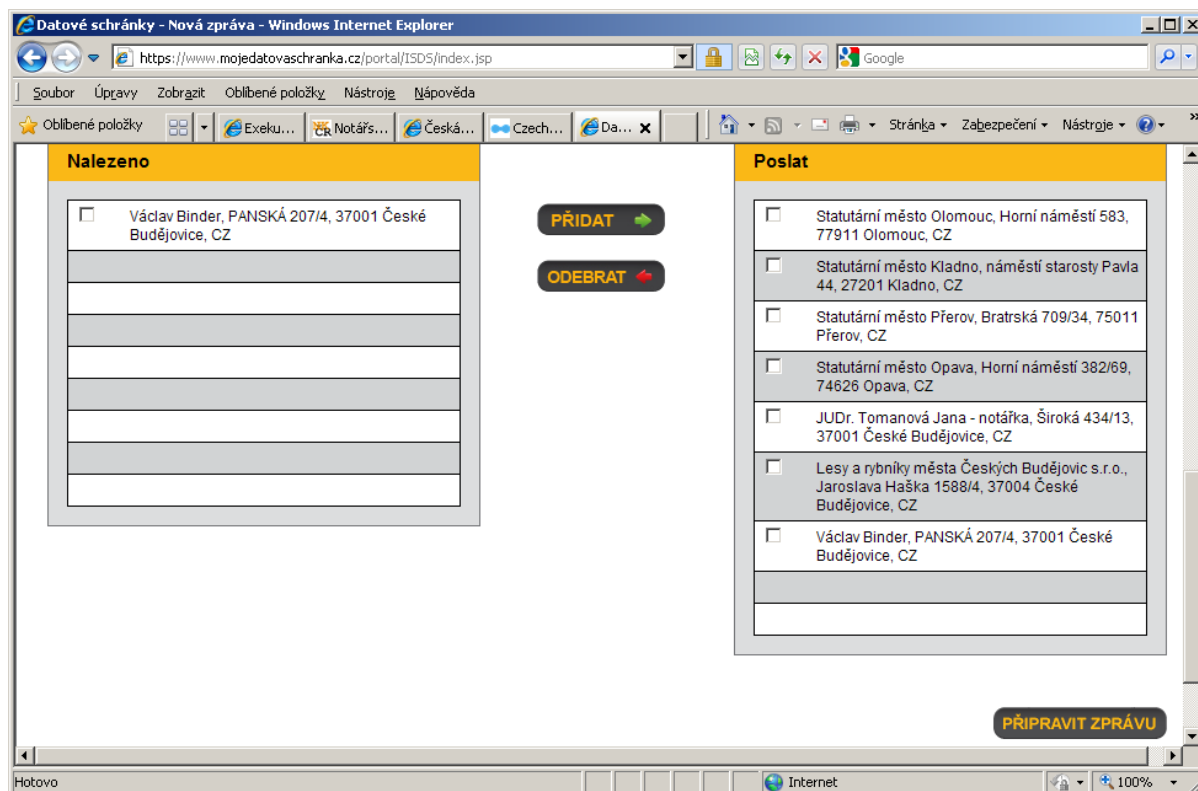 Datové schránky - Nová zpráva - Windows Internet Explorer
https://www.mojedatovaschranka.cz/portal/ISDS/index.jsp
Google
Soubor Úpravy Zobrazit Oblíbené položky Nástroje Nápověda
Oblíbené položky Exeku... Notářs... Česká... Czech... Da... Stránka Zabezpečení Nástroje »
Nalezeno
Václav Binder, PANSKÁ 207/4, 37001 České
Budějovice, CZ
PŘIDAT
ODEBRAT
Poslat
Statutární město Olomouc, Horní náměstí 583,
77911 Olomouc, CZ
Statutární město Kladno, náměstí starosty Pavla
44, 27201 Kladno, CZ
Statutární město Přerov, Bratrská 709/34, 75011
Přerov, CZ
Statutární město Opava, Horní náměstí 382/69,
74626 Opava, CZ
JUDr. Tomanová Jana - notářka, Široká 434/13,
37001 České Budějovice, CZ
Lesy a rybníky města Českých Budějovic s.r.o.,
Jaroslava Haška 1588/4, 37004 České
Budějovice, CZ
Václav Binder, PANSKÁ 207/4, 37001 České
Budějovice, CZ
PŘIPRAVIT ZPRÁVU
Hotovo Internet 100%